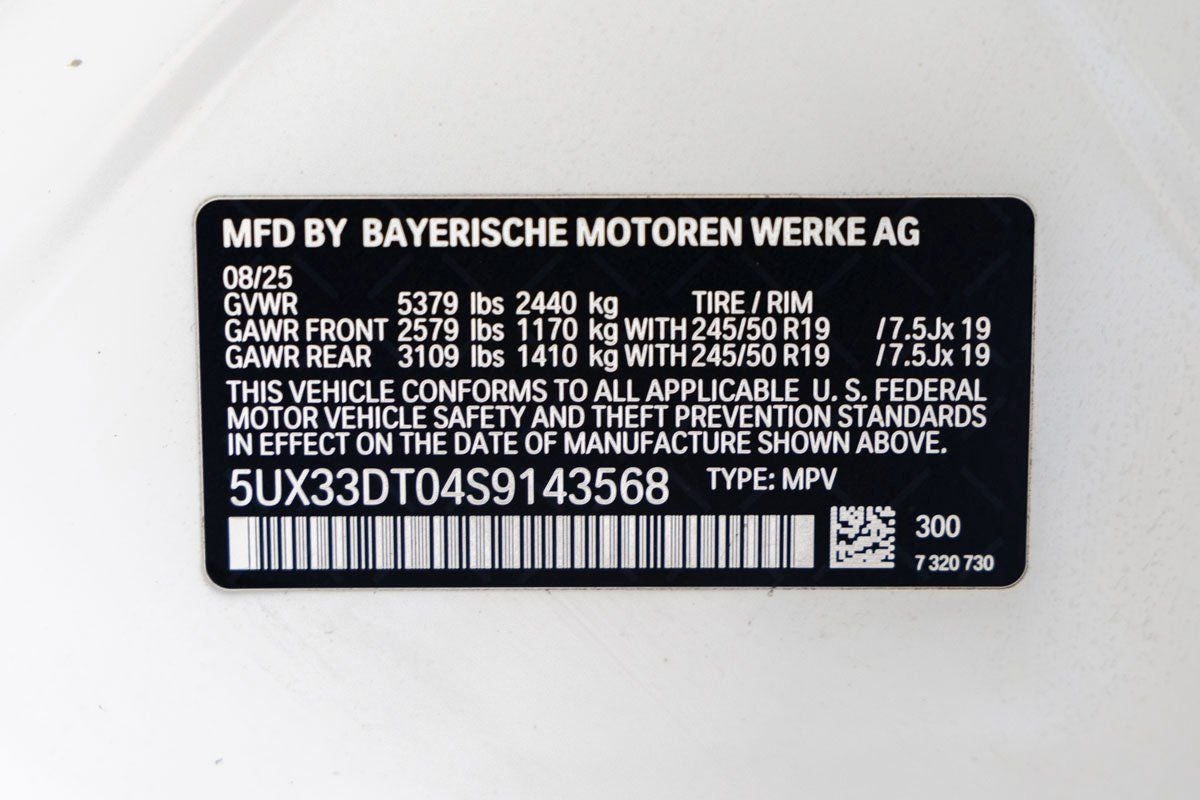 MFD BY BAYERISCHE MOTOREN WERKE AG
08/25
GVWR 5379 lbs 2440 kg TIRE / RIM
GAWR FRONT 2579 lbs 1170 kg WITH 245/50 R19 /7.5Jx 19
GAWR REAR 3109 lbs 1410 kg WITH 245/50 R19 /7.5Jx 19
THIS VEHICLE CONFORMS TO ALL APPLICABLE U. S. FEDERAL
MOTOR VEHICLE SAFETY AND THEFT PREVENTION STANDARDS
IN EFFECT ON THE DATE OF MANUFACTURE SHOWN ABOVE.
5UX33DT04S9143568 TYPE: MPV
300
7 320 730